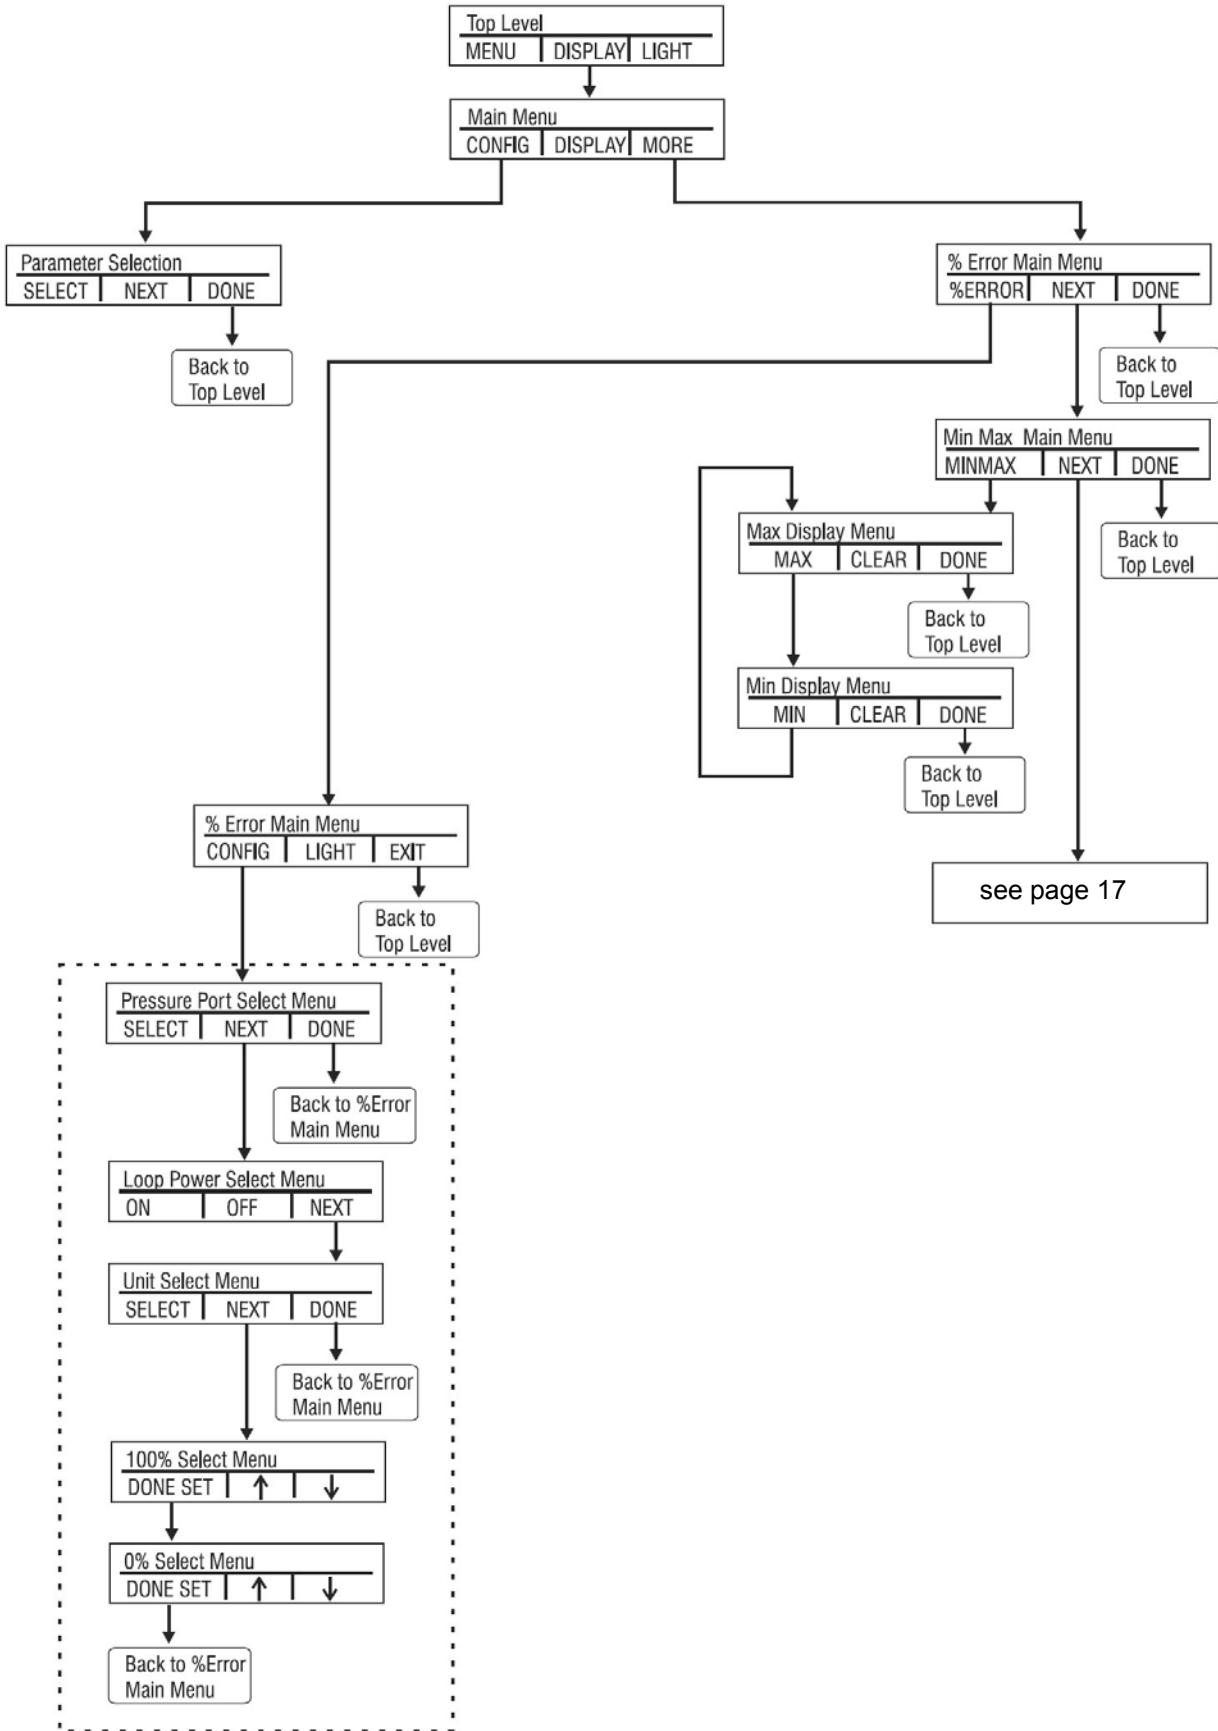 Top Level
MENU DISPLAY LIGHT
Main Menu
CONFIG DISPLAY MORE
Parameter Selection
SELECT NEXT DONE
Back to
Top Level
% Error Main Menu
%ERROR NEXT DONE
Back to
Top Level
Min Max Main Menu
MINMAX NEXT DONE
Back to
Top Level
Max Display Menu
MAX CLEAR DONE
Back to
Top Level
Min Display Menu
MIN CLEAR DONE
Back to
Top Level
see page 17
% Error Main Menu
CONFIG LIGHT EXIT
Back to
Top Level
Pressure Port Select Menu
SELECT NEXT DONE
Back to %Error
Main Menu
Loop Power Select Menu
ON OFF NEXT
Unit Select Menu
SELECT NEXT DONE
Back to %Error
Main Menu
100% Select Menu
DONE SET ↑ ↓
0% Select Menu
DONE SET ↑ ↓
Back to %Error
Main Menu